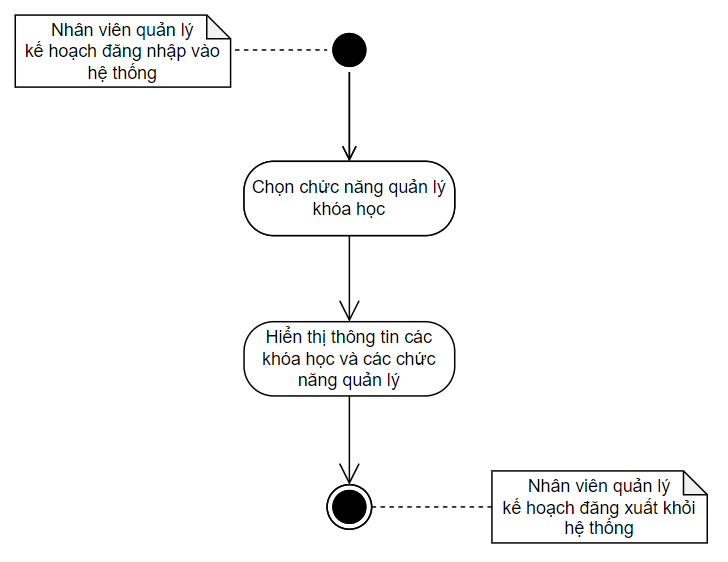 Nhân viên quản lý
kế hoạch đăng nhập vào
hệ thống
Chọn chức năng quản lý
khóa học
Hiển thị thông tin các
khóa học và các chức
năng quản lý
Nhân viên quản lý
kế hoạch đăng xuất khỏi
hệ thống